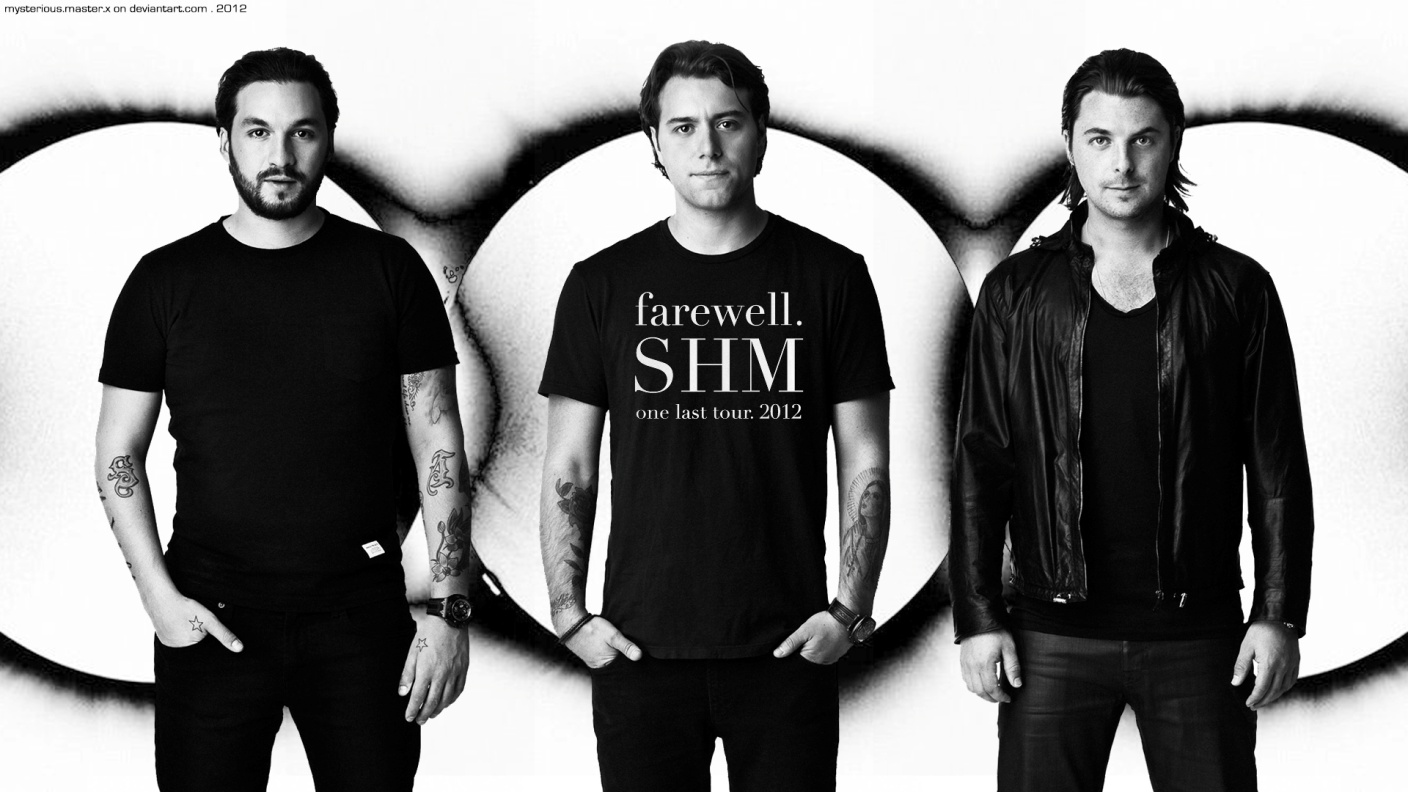 mysterious.master.x on deviantart.com . 2012
farewell.
SHM
one last tour. 2012